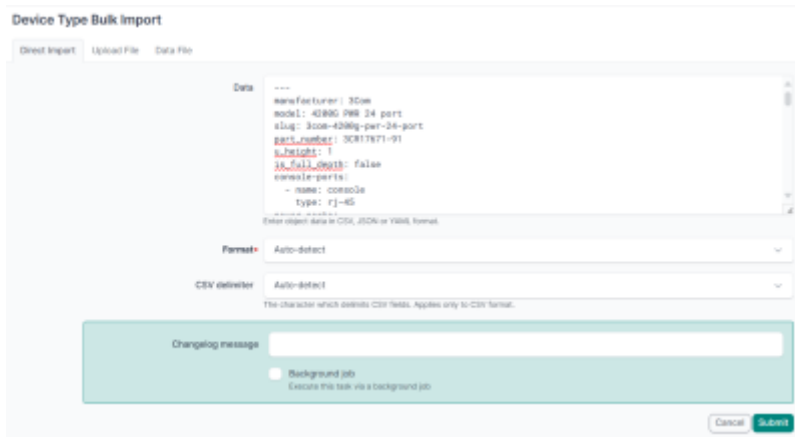 Device Type Bulk Import
Direct Import Upload File Data File
Data
---
manufacturer: 3Com
model: 4200G PWR 24 port
slug: 3com-4200g-pwr-24-port
part_number: 3CR17671-91
u_height: 1
is_full_depth: false
console-ports:
- name: console
type: rj-45
Enter object data in CSV, JSON or YAML format.
Format* Auto-detect
CSV delimiter Auto-detect
The character which delimits CSV fields. Applies only to CSV format.
Changelog message
Background job
Execute this task via a background job
Cancel Submit